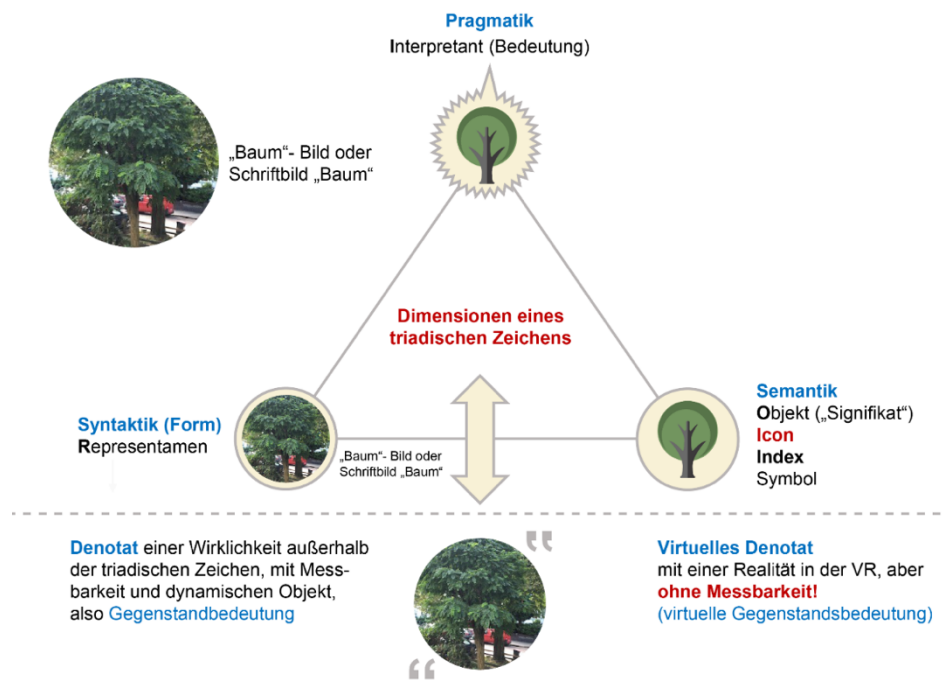 Pragmatik
Interpretant (Bedeutung)
„Baum“- Bild oder
Schriftbild „Baum“
Dimensionen eines
triadischen Zeichens
Syntaktik (Form)
Representamen
„Baum“- Bild oder
Schriftbild „Baum“
Semantik
Objekt („Signifikat“)
Icon
Index
Symbol
Denotat einer Wirklichkeit außerhalb
der triadischen Zeichen, mit Mess-
barkeit und dynamischen Objekt,
also Gegenstandbedeutung
Virtuelles Denotat
mit einer Realität in der VR, aber
ohne Messbarkeit!
(virtuelle Gegenstandsbedeutung)